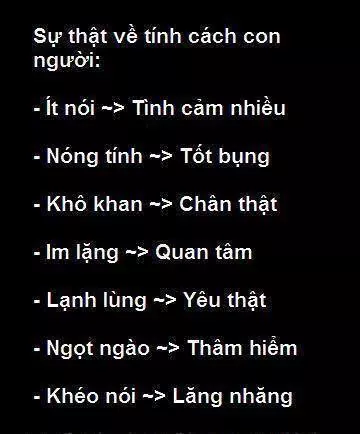 Sự thật về tính cách con
người:
- Ít nói ~> Tình cảm nhiều
- Nóng tính ~> Tốt bụng
- Khô khan ~> Chân thật
- Im lặng ~> Quan tâm
- Lạnh lùng ~> Yêu thật
- Ngọt ngào ~> Thâm hiểm
- Khéo nói ~> Lăng nhăng